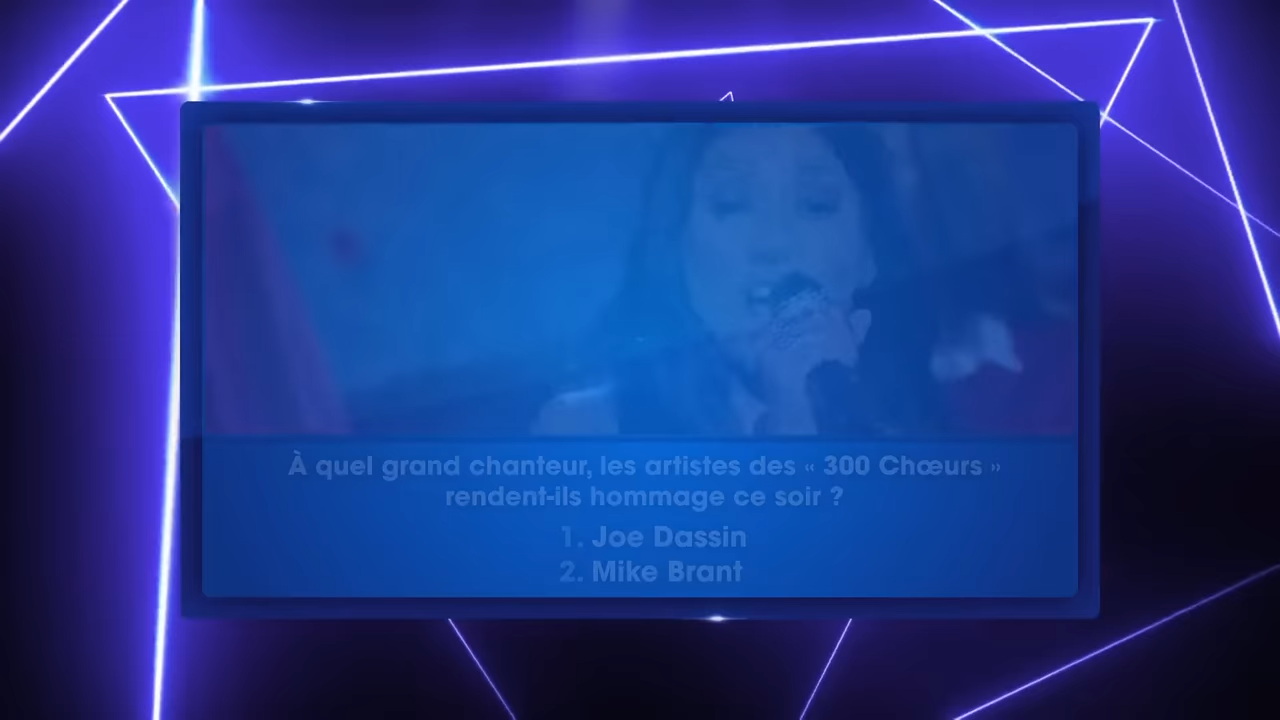 À quel grand chanteur, les artistes des « 300 Chœurs »
rendent-ils hommage ce soir ?
1. Joe Dassin
2. Mike Brant